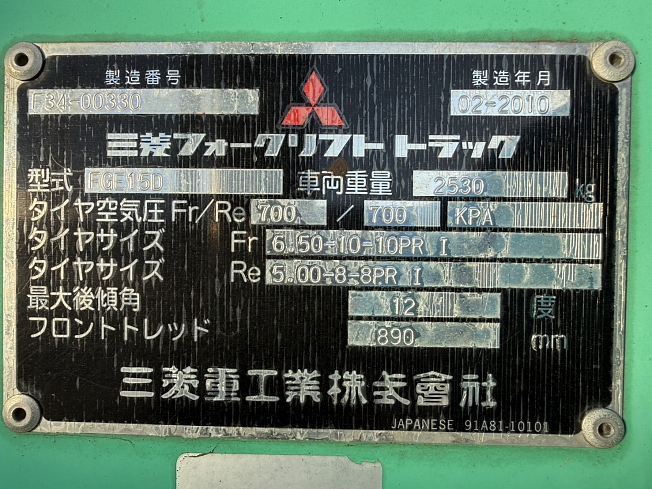 製造番号 製造年月
F34-00330 02-2010
三菱フォークリフト トラック
型式 FGE15D 車両重量 2530 kg
タイヤ空気圧 Fr/Re 700 / 700 KPA
タイヤサイズ Fr 6.50-10-10PR I
タイヤサイズ Re 5.00-8-8PR I
最大後傾角 12 度
フロントトレッド 890 mm
三菱重工業株式會社
JAPANESE 91A81-10101